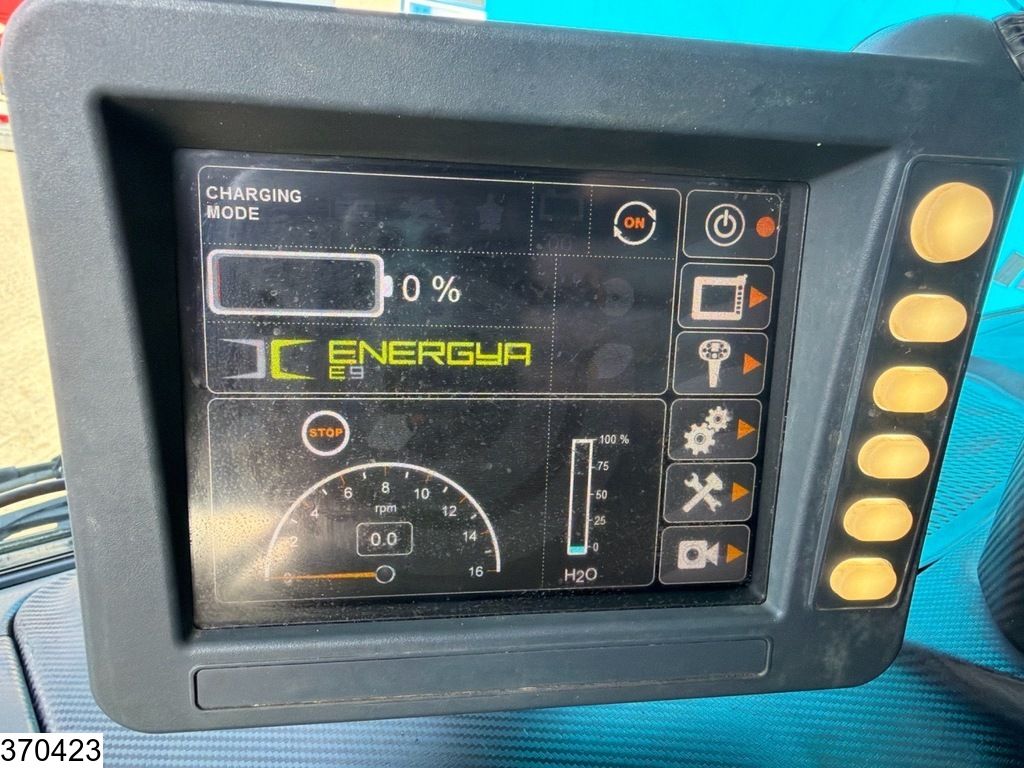 CHARGING
MODE
ON
0 %
ENERGYA
E9
STOP
0 2 4 6 8 10 12 14 16
rpm
0.0
100 %
75
50
25
0
H2O
370423